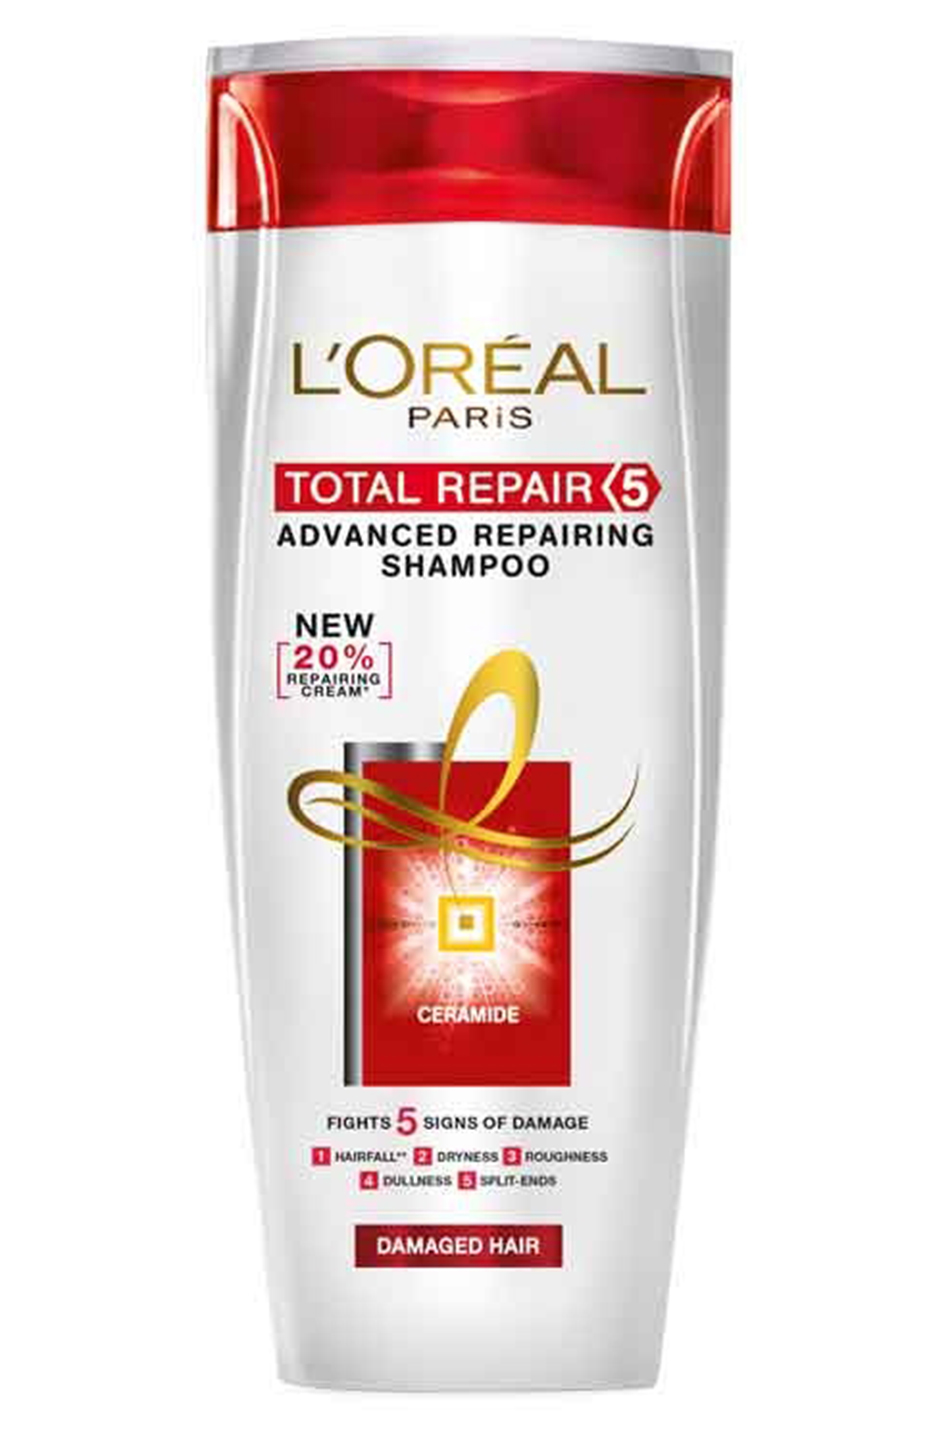 L'ORÉAL
PARiS
TOTAL REPAIR 5
ADVANCED REPAIRING
SHAMPOO
NEW
20%
REPAIRING
CREAM*
CERAMIDE
FIGHTS 5 SIGNS OF DAMAGE
1 HAIRFALL** 2 DRYNESS 3 ROUGHNESS
4 DULLNESS 5 SPLIT-ENDS
DAMAGED HAIR